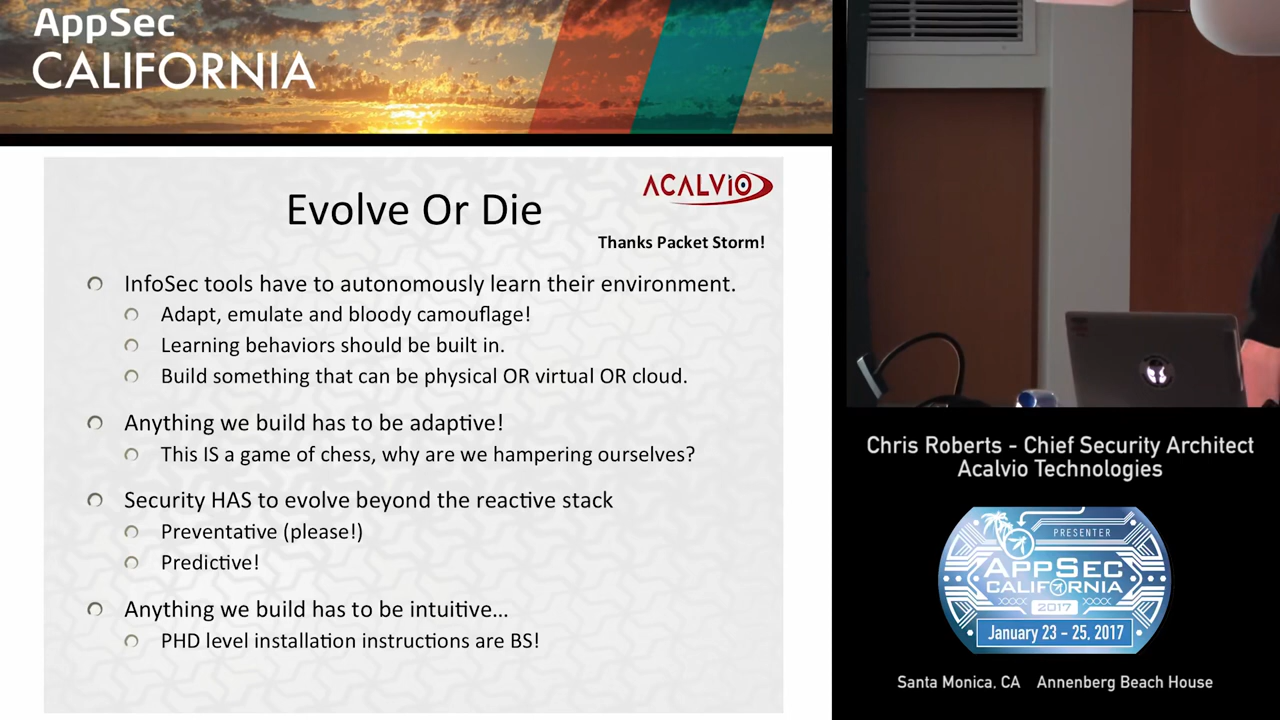 AppSec
CALIFORNIA
ACALVIO
Evolve Or Die
Thanks Packet Storm!
InfoSec tools have to autonomously learn their environment.
Adapt, emulate and bloody camouflage!
Learning behaviors should be built in.
Build something that can be physical OR virtual OR cloud.
Anything we build has to be adaptive!
This IS a game of chess, why are we hampering ourselves?
Security HAS to evolve beyond the reactive stack
Preventative (please!)
Predictive!
Anything we build has to be intuitive...
PHD level installation instructions are BS!
Chris Roberts - Chief Security Architect
Acalvio Technologies
PRESENTER
APPSEC
CALIFORNIA
XXXX 2017 XXXX
January 23 - 25, 2017
Santa Monica, CA Annenberg Beach House